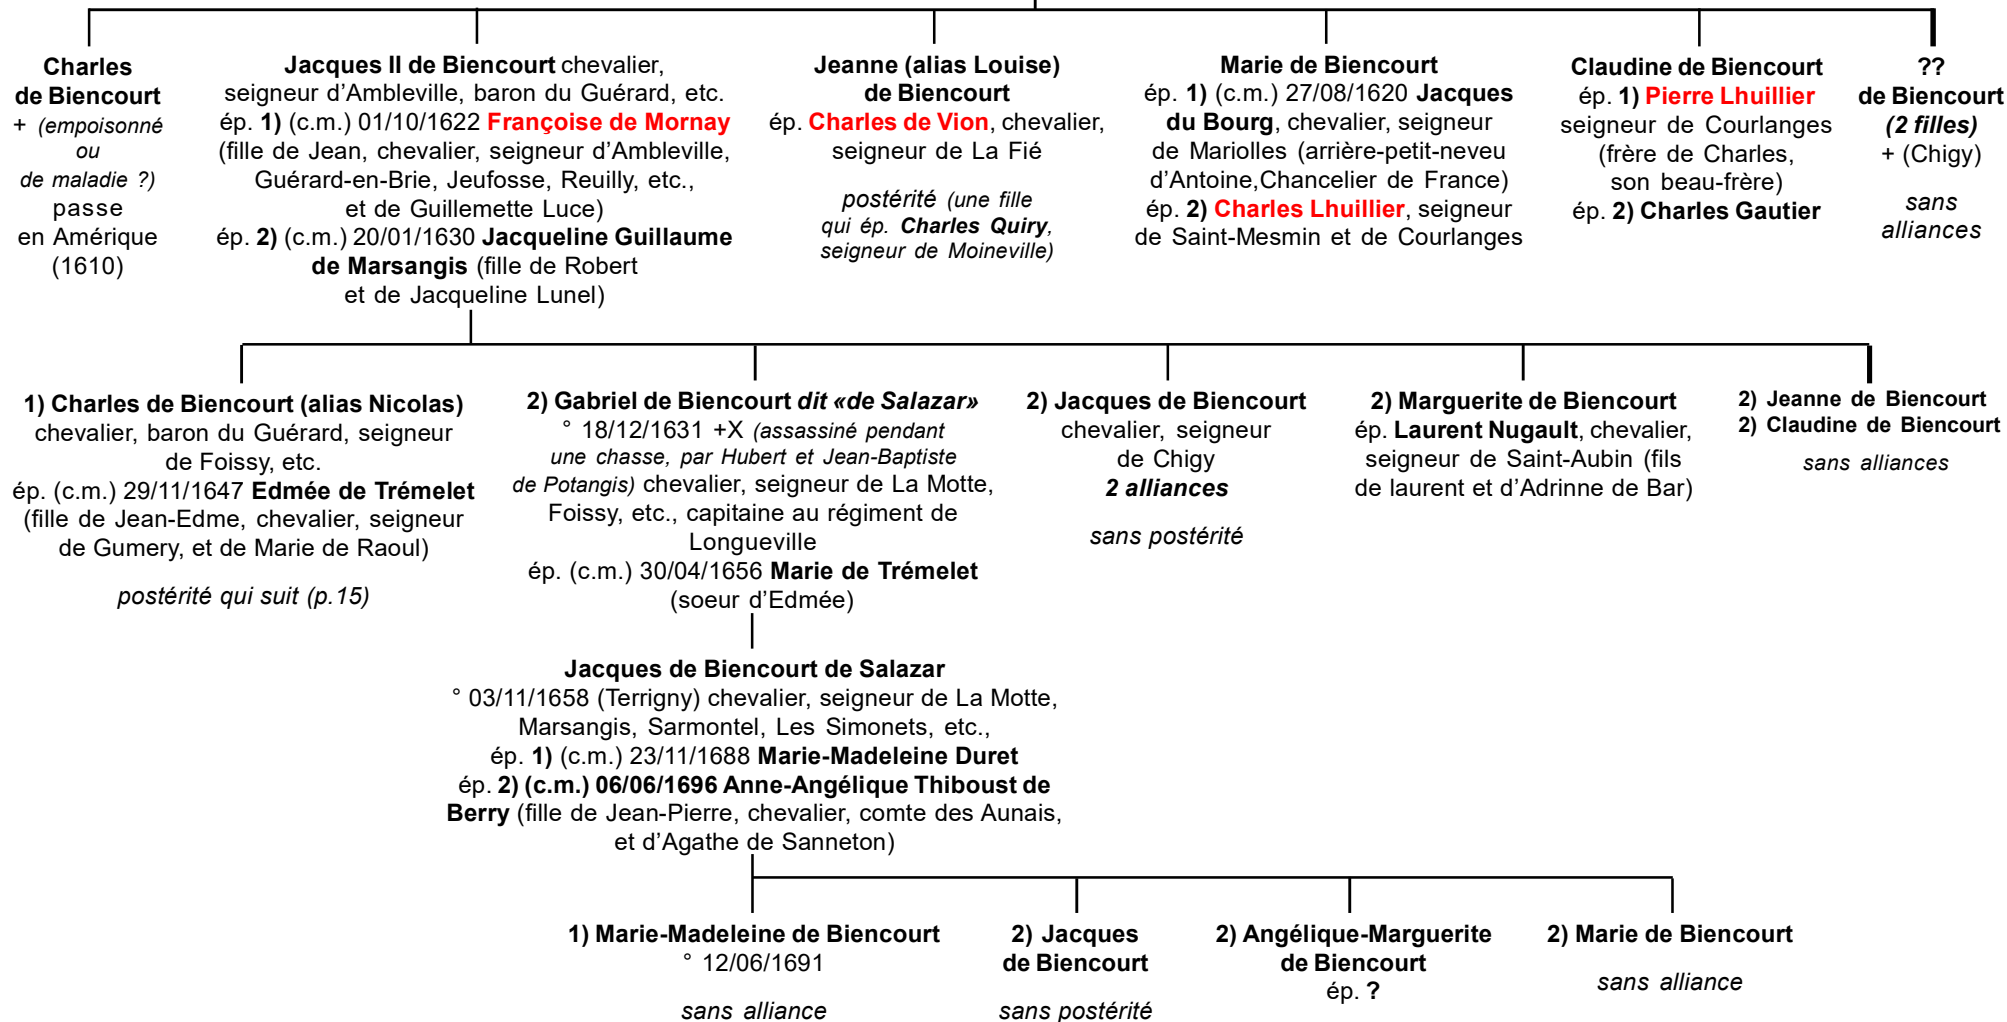 Charles
de Biencourt
+ (empoisonné
ou
de maladie ?)
passe
en Amérique
(1610)
Jacques II de Biencourt chevalier,
seigneur d’Ambleville, baron du Guérard, etc.
ép. 1) (c.m.) 01/10/1622 Françoise de Mornay
(fille de Jean, chevalier, seigneur d’Ambleville,
Guérard-en-Brie, Jeufosse, Reuilly, etc.,
et de Guillemette Luce)
ép. 2) (c.m.) 20/01/1630 Jacqueline Guillaume
de Marsangis (fille de Robert
et de Jacqueline Lunel)
Jeanne (alias Louise)
de Biencourt
ép. Charles de Vion, chevalier,
seigneur de La Fié
postérité (une fille
qui ép. Charles Quiry,
seigneur de Moineville)
Marie de Biencourt
ép. 1) (c.m.) 27/08/1620 Jacques
du Bourg, chevalier, seigneur
de Mariolles (arrière-petit-neveu
d’Antoine,Chancelier de France)
ép. 2) Charles Lhuillier, seigneur
de Saint-Mesmin et de Courlanges
Claudine de Biencourt
ép. 1) Pierre Lhuillier
seigneur de Courlanges
(frère de Charles,
son beau-frère)
ép. 2) Charles Gautier
??
de Biencourt
(2 filles)
+ (Chigy)
sans
alliances
1) Charles de Biencourt (alias Nicolas)
chevalier, baron du Guérard, seigneur
de Foissy, etc.
ép. (c.m.) 29/11/1647 Edmée de Trémelet
(fille de Jean-Edme, chevalier, seigneur
de Gumery, et de Marie de Raoul)
postérité qui suit (p.15)
2) Gabriel de Biencourt dit «de Salazar»
° 18/12/1631 +X (assassiné pendant
une chasse, par Hubert et Jean-Baptiste
de Potangis) chevalier, seigneur de La Motte,
Foissy, etc., capitaine au régiment de
Longueville
ép. (c.m.) 30/04/1656 Marie de Trémelet
(soeur d’Edmée)
2) Jacques de Biencourt
chevalier, seigneur
de Chigy
2 alliances
sans postérité
2) Marguerite de Biencourt
ép. Laurent Nugault, chevalier,
seigneur de Saint-Aubin (fils
de laurent et d’Adrinne de Bar)
2) Jeanne de Biencourt
2) Claudine de Biencourt
sans alliances
Jacques de Biencourt de Salazar
° 03/11/1658 (Terrigny) chevalier, seigneur de La Motte,
Marsangis, Sarmontel, Les Simonets, etc.,
ép. 1) (c.m.) 23/11/1688 Marie-Madeleine Duret
ép. 2) (c.m.) 06/06/1696 Anne-Angélique Thiboust de
Berry (fille de Jean-Pierre, chevalier, comte des Aunais,
et d’Agathe de Sanneton)
1) Marie-Madeleine de Biencourt
° 12/06/1691
sans alliance
2) Jacques
de Biencourt
sans postérité
2) Angélique-Marguerite
de Biencourt
ép. ?
2) Marie de Biencourt
sans alliance